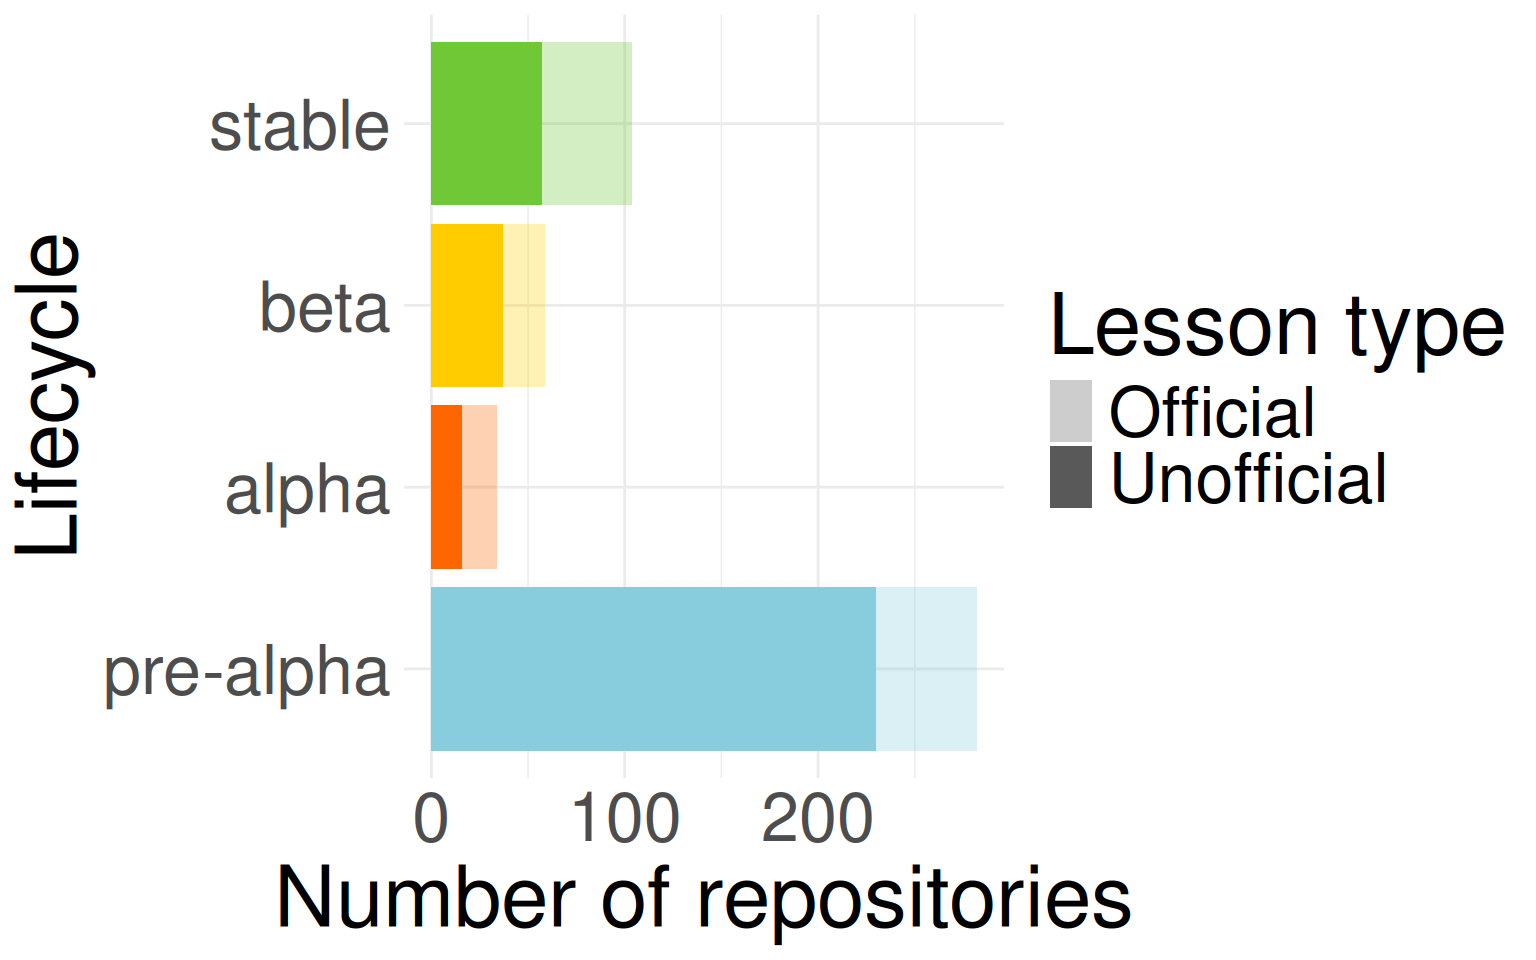 stable
beta
alpha
pre-alpha
Lifecycle
0 100 200
Number of repositories
Lesson type
Official
Unofficial